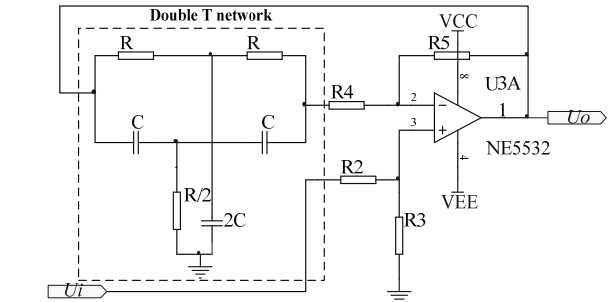 Double T network
VCC
R R R5
8
U3A
R4 2
1 Uo
C C 3
NE5532
R2 4
R/2 VEE
2C R3
Ui